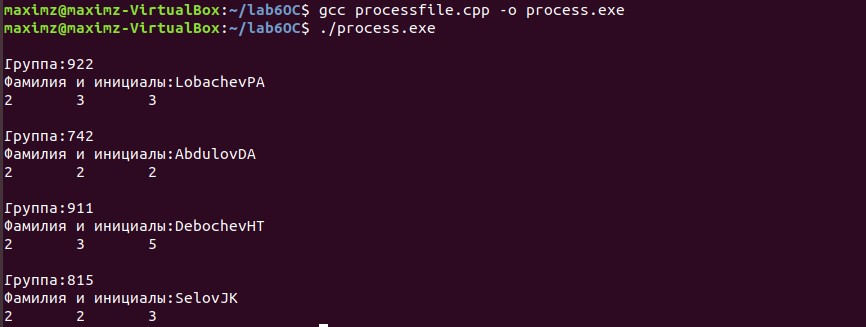 maximz@maximz-VirtualBox:~/lab6OC$ gcc processfile.cpp -o process.exe
maximz@maximz-VirtualBox:~/lab6OC$ ./process.exe
Группа:922
Фамилия и инициалы:LobachevPA
2 3 3
Группа:742
Фамилия и инициалы:AbdulovDA
2 2 2
Группа:911
Фамилия и инициалы:DebochevHT
2 3 5
Группа:815
Фамилия и инициалы:SelovJK
2 2 3